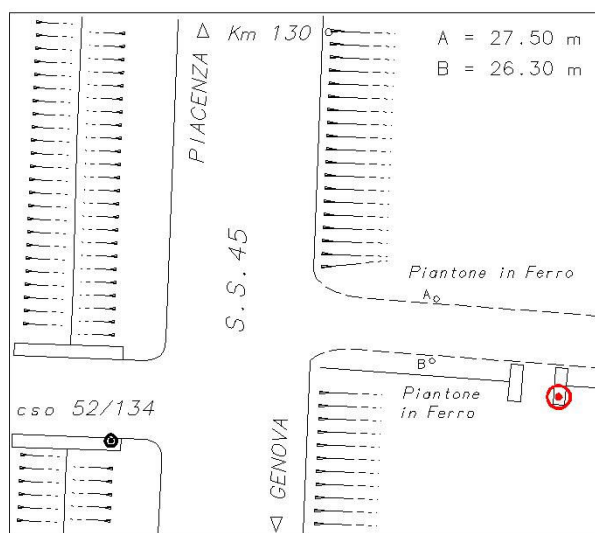 PIACENZA
Km 130
A = 27.50 m
B = 26.30 m
S.S.45
Piantone in Ferro
A
B
Piantone
in Ferro
cso 52/134
GENOVA